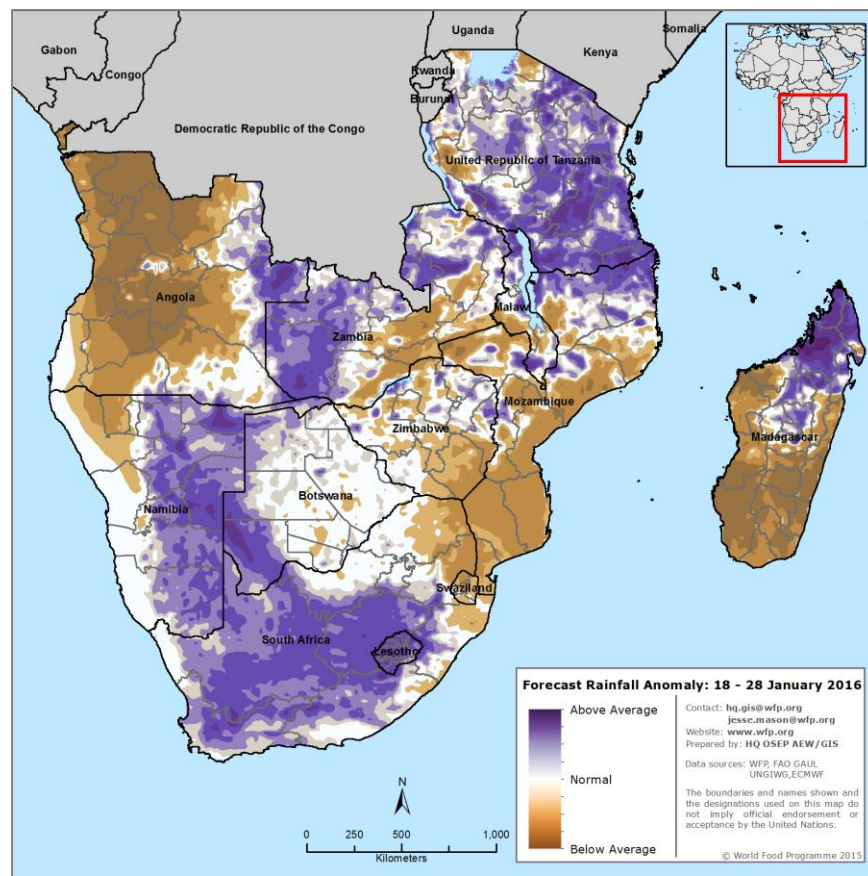 Uganda
Somalia
Gabon
Kenya
Congo
Rwanda
Burundi
Democratic Republic of the Congo
United Republic of Tanzania
Angola
Malawi
Zambia
Mozambique
Zimbabwe
Madagascar
Namibia
Botswana
Swaziland
South Africa
Lesotho
N
0 250 500 1,000
Kilometers
Forecast Rainfall Anomaly: 18 - 28 January 2016
Above Average
Normal
Below Average
Contact: hq.gis@wfp.org
jesse.mason@wfp.org
Website: www.wfp.org
Prepared by: HQ OSEP AEW/GIS
Data sources: WFP, FAO GAUL
UNGIWG,ECMWF
The boundaries and names shown and
the designations used on this map do
not imply official endorsement or
acceptance by the United Nations.
© World Food Programme 2015